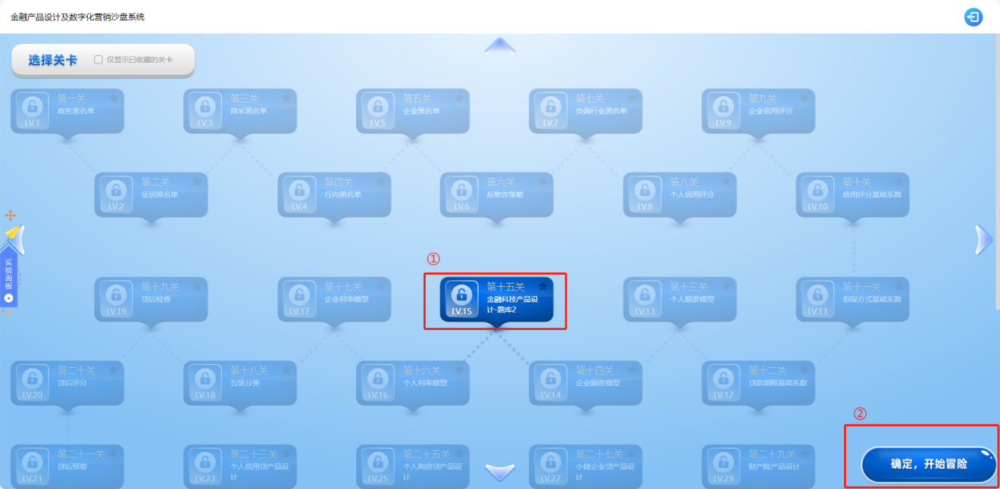 金融产品设计及数字化营销沙盘系统
选择关卡
仅显示已收藏的关卡
第一关
政务黑名单
LV.1
第三关
商采黑名单
LV.3
第五关
企业黑名单
LV.5
第七关
负面行业黑名单
LV.7
第九关
企业信用评分
LV.9
第二关
征信黑名单
LV.2
第四关
行内黑名单
LV.4
第六关
反欺诈策略
LV.6
第八关
个人信用评分
LV.8
第十关
信用评分基础系数
LV.10
实验面板
①
第十九关
贷后检查
LV.19
第十七关
企业利率模型
LV.17
第十五关
金融科技产品设
计-题库2
LV.15
第十三关
个人额度模型
LV.13
第十一关
担保方式基础系数
LV.11
第二十关
贷后评分
LV.20
第十八关
五级分类
LV.18
第十六关
个人利率模型
LV.16
第十四关
企业额度模型
LV.14
第十二关
贷款期限基础系数
LV.12
②
第二十一关
贷后预警
LV.21
第二十三关
个人信用贷产品设
计
LV.23
第二十五关
个人购房贷产品设
计
LV.25
第二十七关
小微企业贷产品设
计
LV.27
第二十九关
财产险产品设计
LV.29
确定，开始冒险